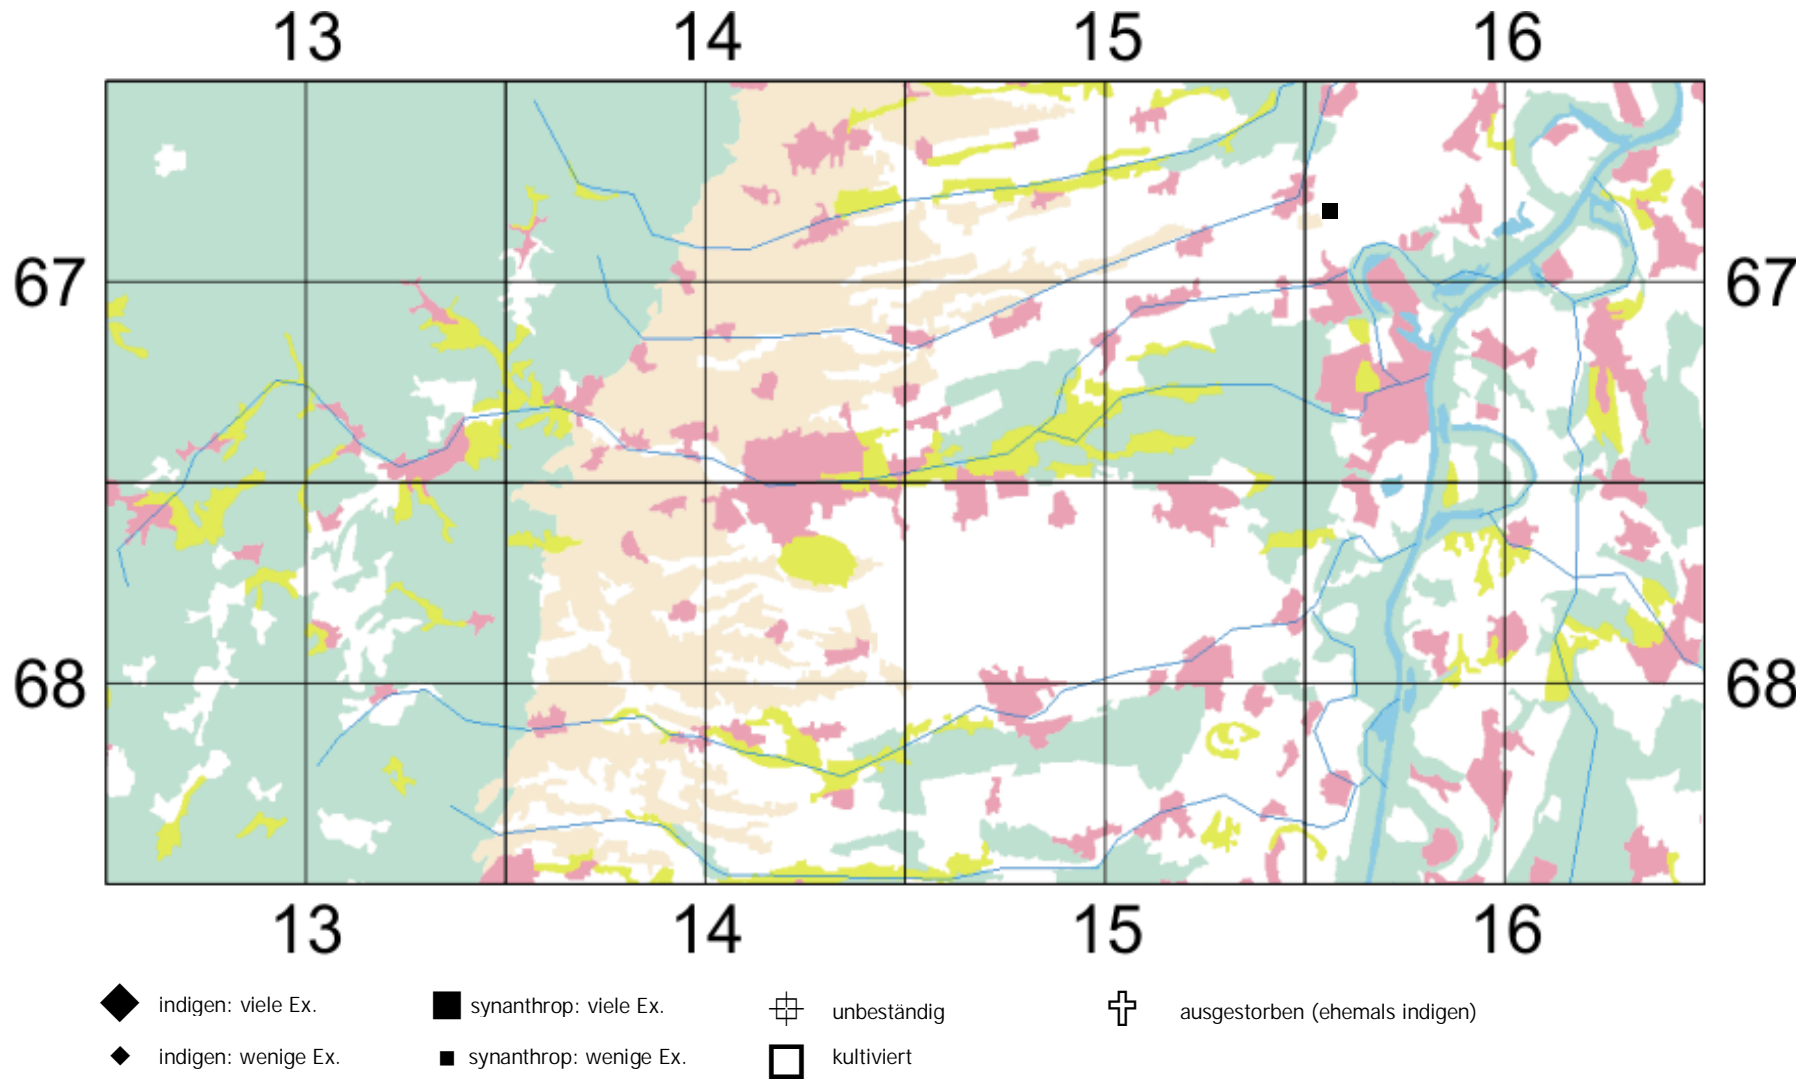 13 14 15 16
67 67
68 68
13 14 15 16
indigen: viele Ex. synanthrop: viele Ex. unbeständig ausgestorben (ehemals indigen)
indigen: wenige Ex. synanthrop: wenige Ex. kultiviert